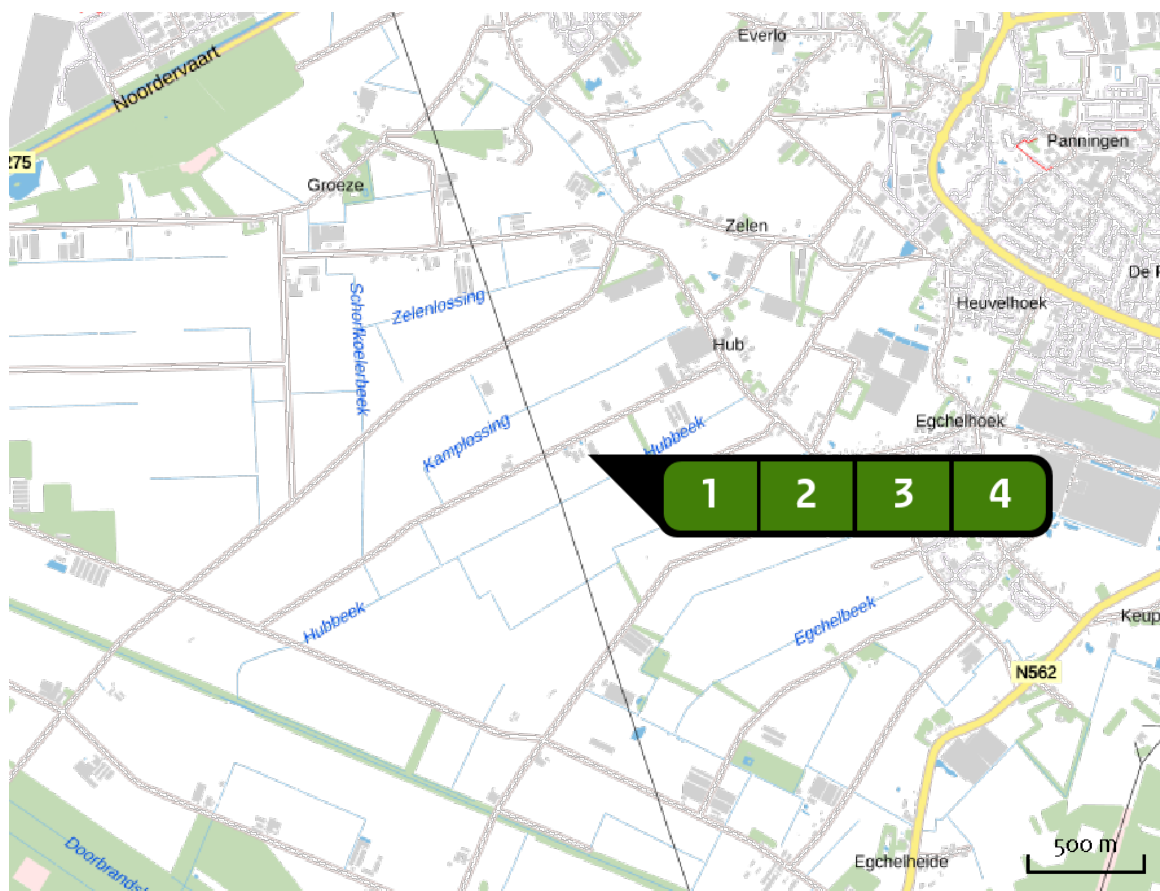 Everlo
Noordervaart
Panningen
275
Groeze
Zelen
De
Schorfkoelerbeek
Zelenlossing
Heuvelhoek
Hub
Kamplossing
Hubbeek
Egchelhoek
1 2 3 4
Hubbeek
Egchelbeek
Keup
N562
500 m
Egchelheide